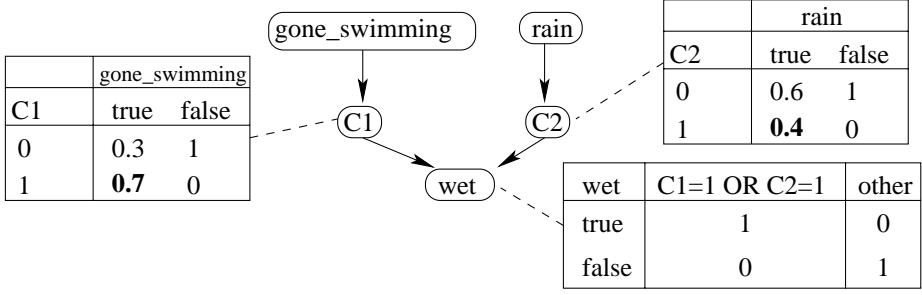 gone_swimming
rain
C1
C2
wet
gone_swimming
C1 true false
0 0.3 1
1 0.7 0
rain
C2 true false
0 0.6 1
1 0.4 0
wet C1=1 OR C2=1 other
true 1 0
false 0 1